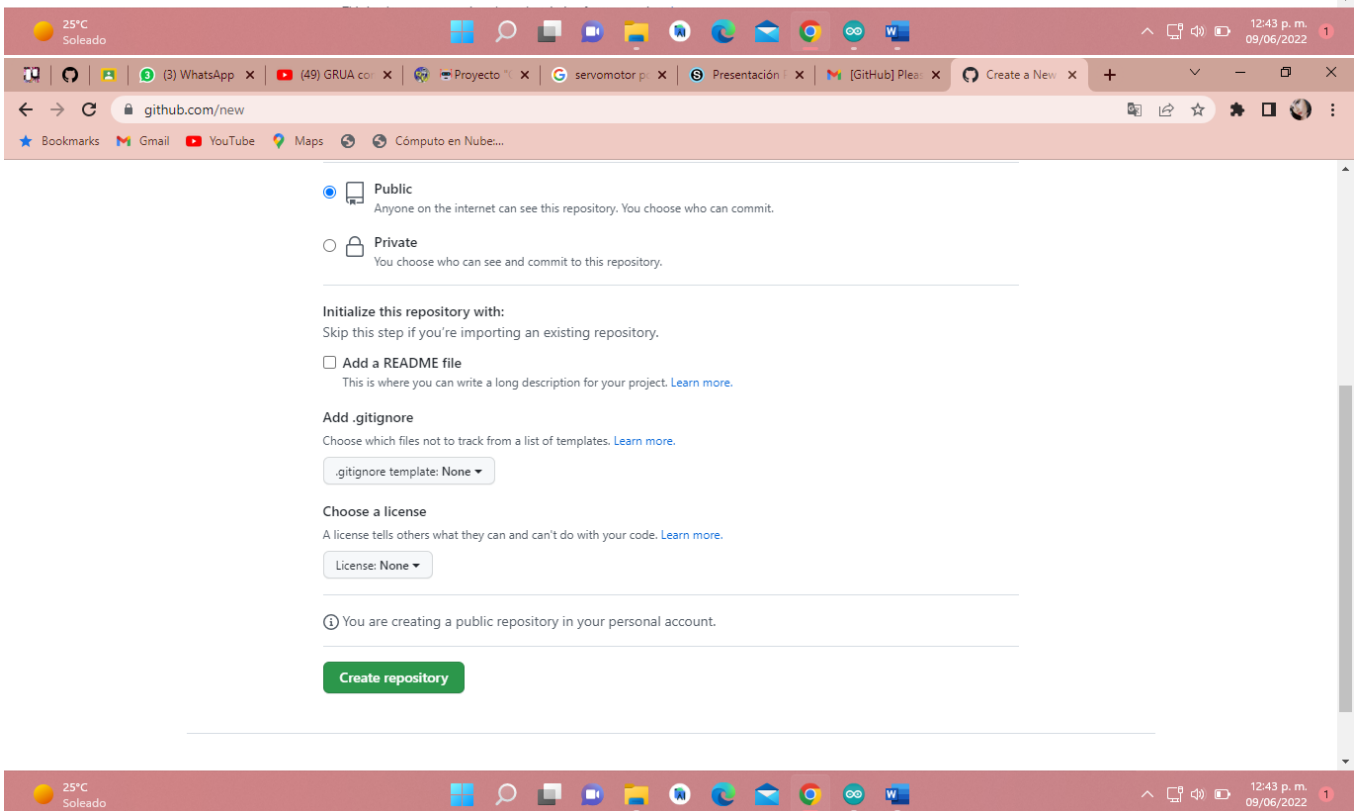 25°C
Soleado
12:43 p. m.
09/06/2022
1
(3) WhatsApp
(49) GRUA co
Proyecto "
servomotor p
Presentación
[GitHub] Plea
Create a New
github.com/new
Bookmarks Gmail YouTube Maps Cómputo en Nube:...
Public
Anyone on the internet can see this repository. You choose who can commit.
Private
You choose who can see and commit to this repository.
Initialize this repository with:
Skip this step if you're importing an existing repository.
Add a README file
This is where you can write a long description for your project. Learn more.
Add .gitignore
Choose which files not to track from a list of templates. Learn more.
.gitignore template: None
Choose a license
A license tells others what they can and can't do with your code. Learn more.
License: None
You are creating a public repository in your personal account.
Create repository
25°C
Soleado
12:43 p. m.
09/06/2022
1